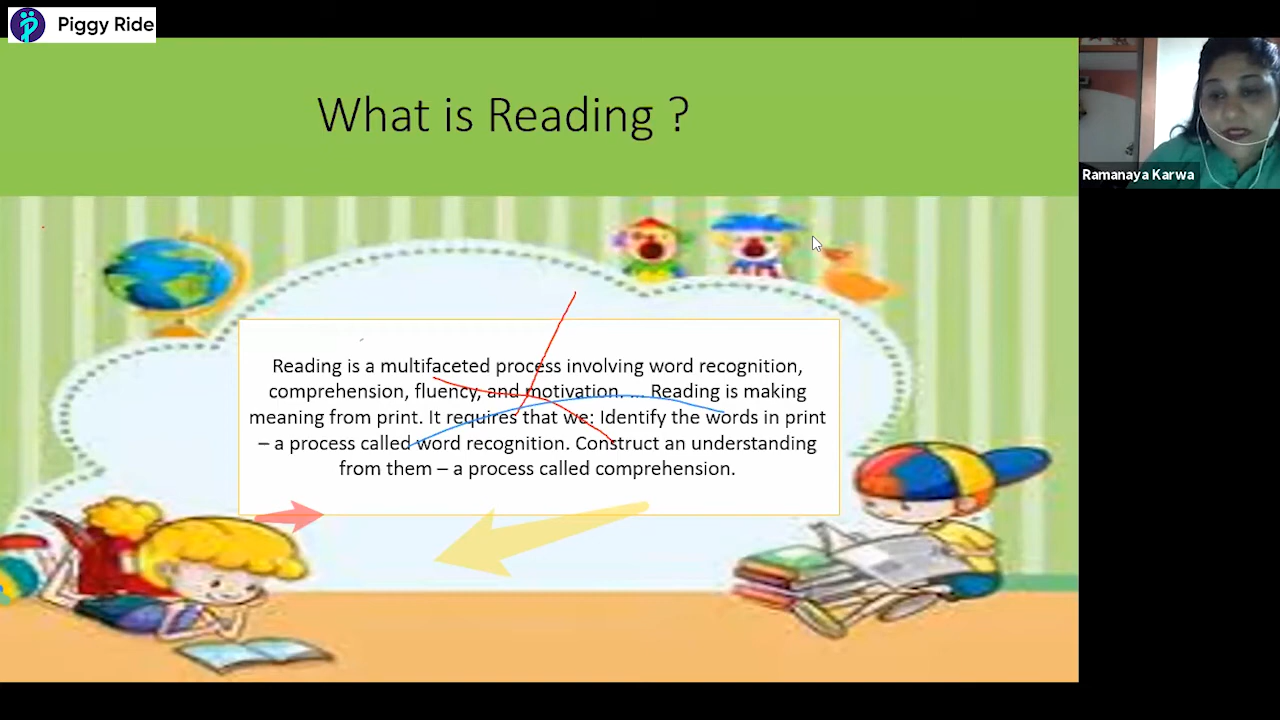 Piggy Ride
What is Reading ?
Ramanaya Karwa
Reading is a multifaceted process involving word recognition,
comprehension, fluency, and motivation. ... Reading is making
meaning from print. It requires that we: Identify the words in print
– a process called word recognition. Construct an understanding
from them – a process called comprehension.